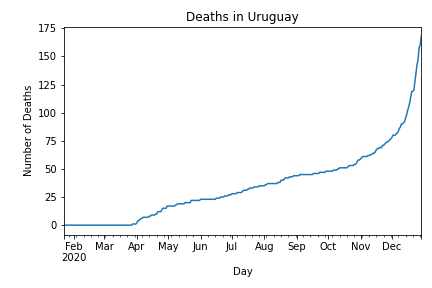 Deaths in Uruguay
175
150
125
100
75
50
25
0
Number of Deaths
Feb Mar Apr May Jun Jul Aug Sep Oct Nov Dec
2020
Day